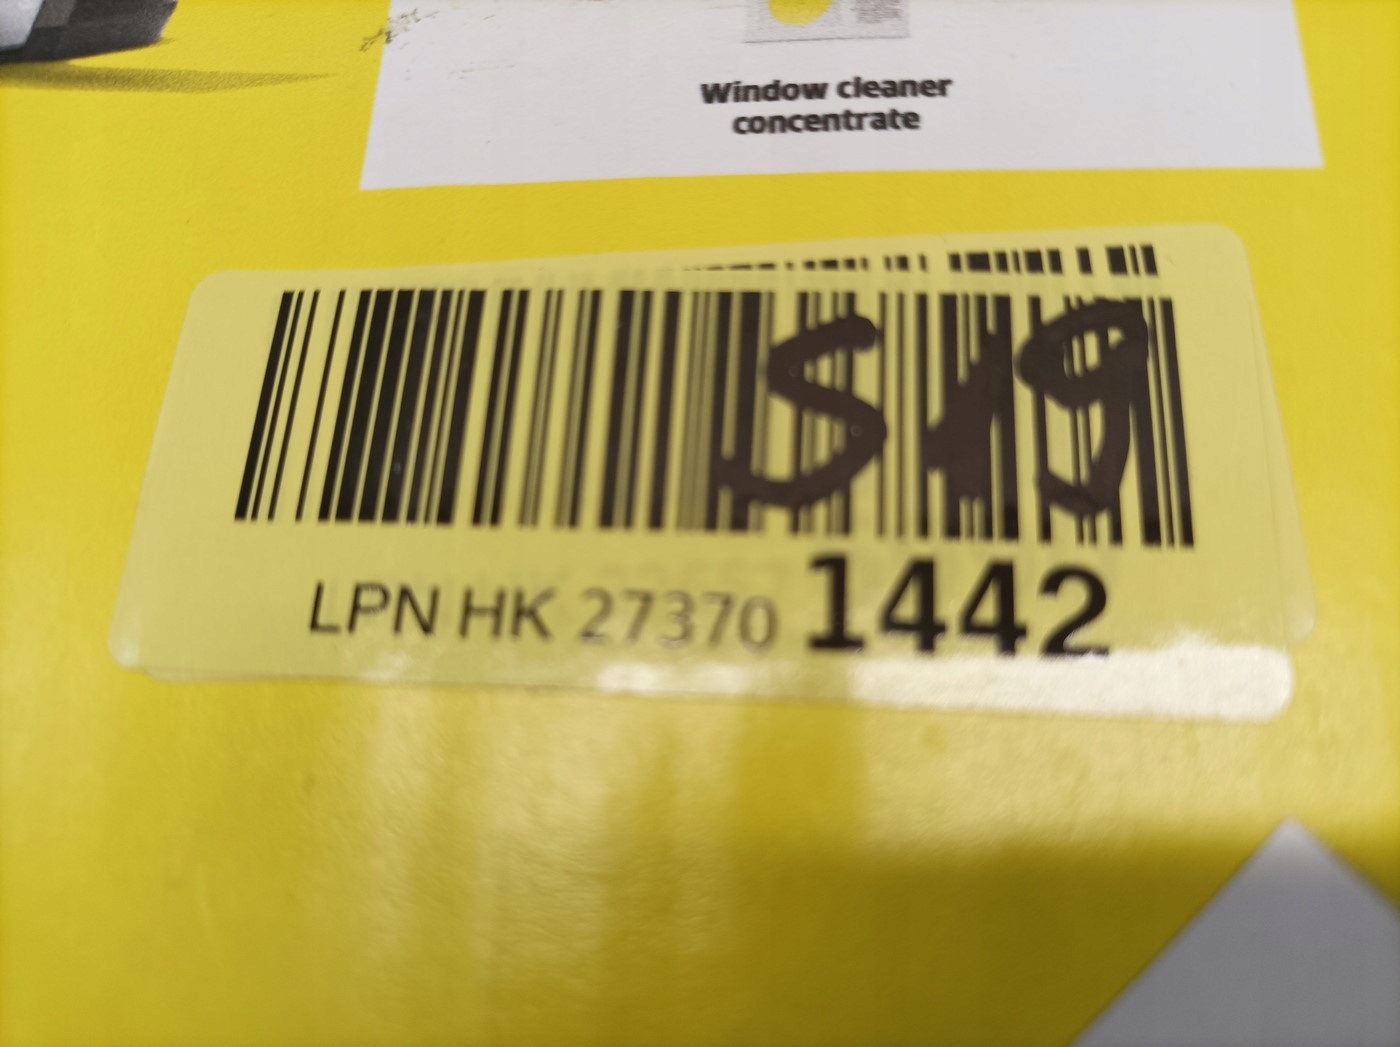 Window cleaner
concentrate
S19
LPN HK 27370 1442